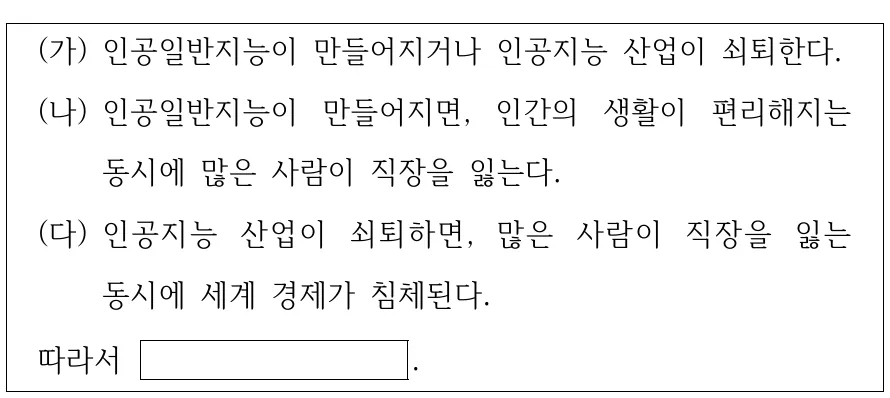 (가) 인공일반지능이 만들어지거나 인공지능 산업이 쇠퇴한다.
(나) 인공일반지능이 만들어지면, 인간의 생활이 편리해지는
동시에 많은 사람이 직장을 잃는다.
(다) 인공지능 산업이 쇠퇴하면, 많은 사람이 직장을 잃는
동시에 세계 경제가 침체된다.
따라서 .